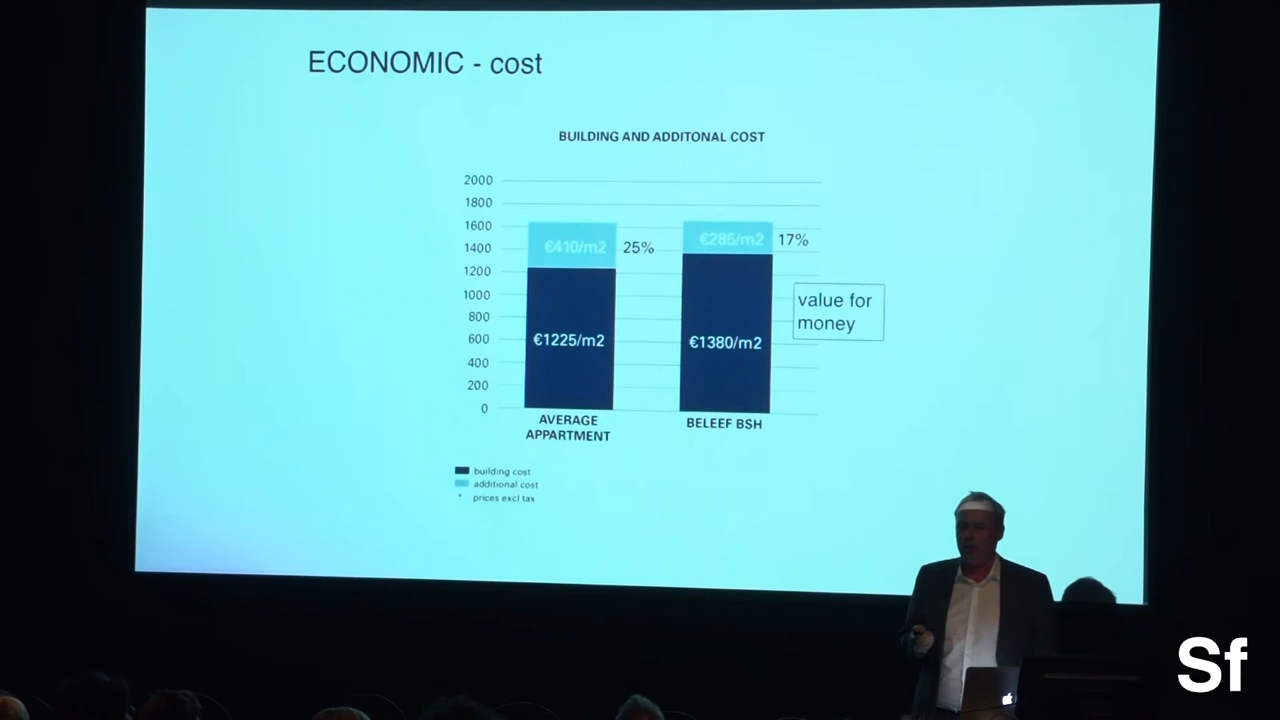 ECONOMIC - cost
BUILDING AND ADDITONAL COST
2000
1800
1600
1400
1200
1000
800
600
400
200
0
€410/m2
25%
€1225/m2
€285/m2
17%
€1380/m2
value for
money
AVERAGE
APPARTMENT
BELEEF BSH
building cost
additional cost
* prices excl tax
Sf